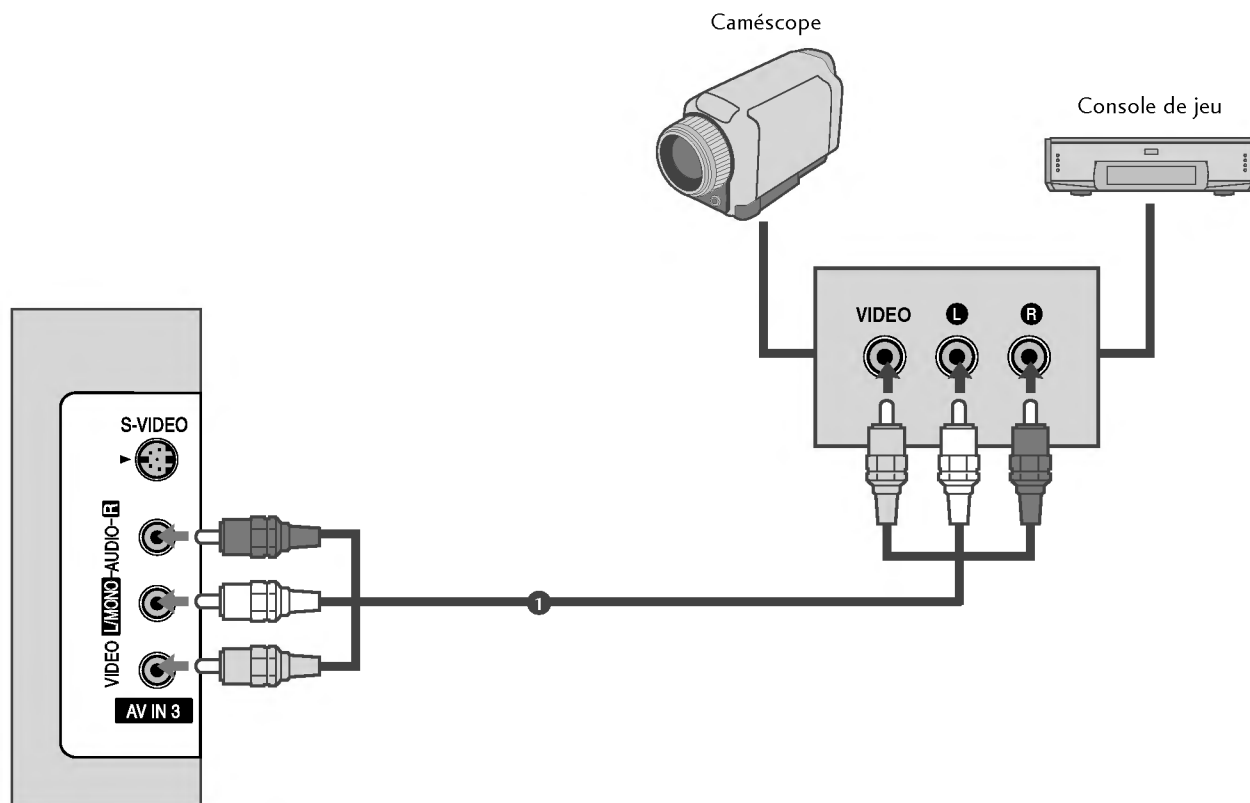 Caméscope
Console de jeu
VIDEO L R
S-VIDEO
VIDEO L/MONO-AUDIO-R
AV IN 3
1